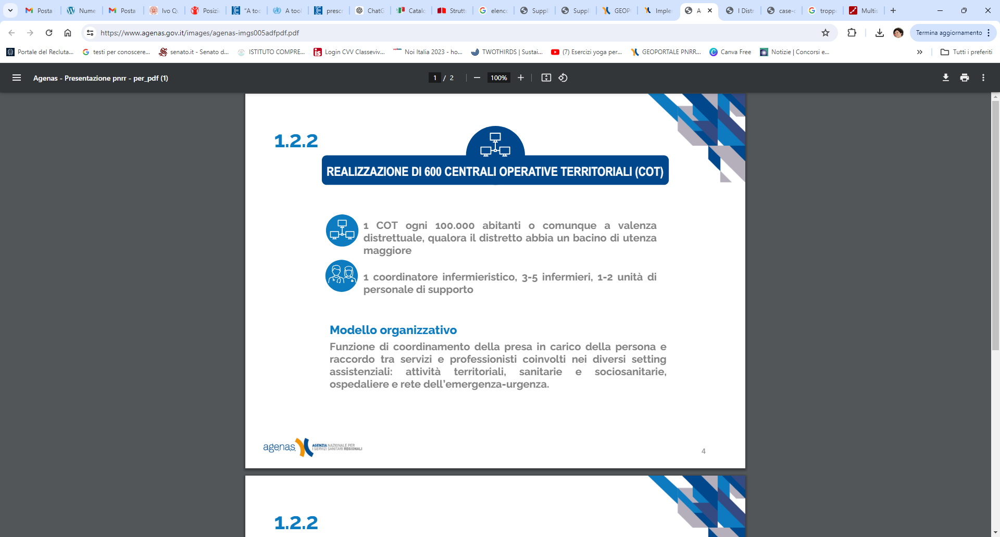 Posta
Nume
Posta
Ivo Qu
Posizi
"A too
A tool
prescr
ChatG
Catalo
Strutt
elenco
Suppl
Suppl
GEOP
Imple
A
I Distr
case-c
tropp
Multis
https://www.agenas.gov.it/images/agenas-imgs005adfpdf.pdf
Termina aggiornamento
Portale del Recluta...
testi per conoscere...
senato.it - Senato d...
ISTITUTO COMPRE...
Login CVV Classeviv...
Noi Italia 2023 - ho...
TWOTHIRDS | Sustai...
(7) Esercizi yoga per...
GEOPORTALE PNRR...
Canva Free
Notizie | Concorsi e...
Tutti i preferiti
Agenas - Presentazione pnrr - per_pdf (1)
1 / 2
100%
1.2.2
REALIZZAZIONE DI 600 CENTRALI OPERATIVE TERRITORIALI (COT)
1 COT ogni 100.000 abitanti o comunque a valenza
distrettuale, qualora il distretto abbia un bacino di utenza
maggiore
1 coordinatore infermieristico, 3-5 infermieri, 1-2 unità di
personale di supporto
Modello organizzativo
Funzione di coordinamento della presa in carico della persona e
raccordo tra servizi e professionisti coinvolti nei diversi setting
assistenziali: attività territoriali, sanitarie e sociosanitarie,
ospedaliere e rete dell'emergenza-urgenza.
agenas.
AGENZIA NAZIONALE PER
I SERVIZI SANITARI REGIONALI
4
1.2.2